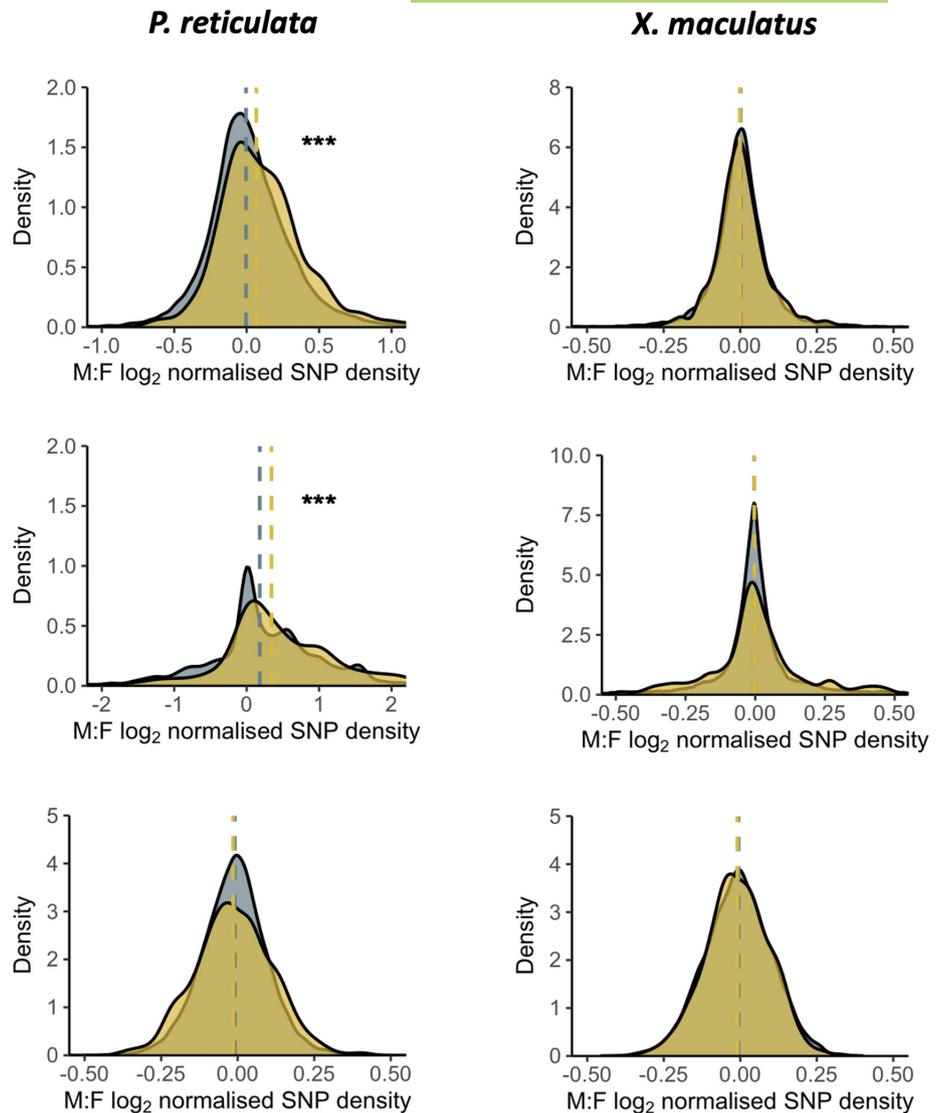 P. reticulata
X. maculatus
2.0
1.5
1.0
0.5
0.0
Density
***
-1.0 -0.5 0.0 0.5 1.0
M:F log2 normalised SNP density
8
6
4
2
0
Density
-0.50 -0.25 0.00 0.25 0.50
M:F log2 normalised SNP density
2.0
1.5
1.0
0.5
0.0
Density
***
-2 -1 0 1 2
M:F log2 normalised SNP density
10.0
7.5
5.0
2.5
0.0
Density
-0.50 -0.25 0.00 0.25 0.50
M:F log2 normalised SNP density
5
4
3
2
1
0
Density
-0.50 -0.25 0.00 0.25 0.50
M:F log2 normalised SNP density
5
4
3
2
1
0
Density
-0.50 -0.25 0.00 0.25 0.50
M:F log2 normalised SNP density